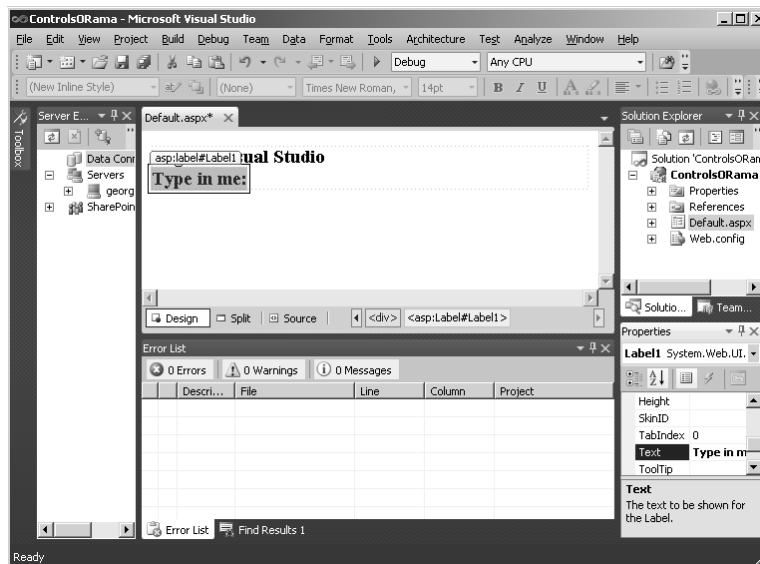 ControlsORama - Microsoft Visual Studio
File Edit View Project Build Debug Team Data Format Tools Architecture Test Analyze Window Help
Debug Any CPU
(New Inline Style) (None) Times New Roman, 14pt B I U A
Toolbox
Server E...
Data Conn
Servers
georg
SharePoin
Default.aspx*
asp:label#Label1 ual Studio
Type in me:
Design Split Source <div> <asp:Label#Label1>
Error List
0 Errors 0 Warnings 0 Messages
Descri... File Line Column Project
Error List Find Results 1
Solution Explorer
Solution 'ControlsORam
ControlsORama
Properties
References
Default.aspx
Web.config
Solutio... Team...
Properties
Label1 System.Web.UI.
Height
SkinID
TabIndex 0
Text Type in m
ToolTip
Text
The text to be shown for
the Label.
Ready